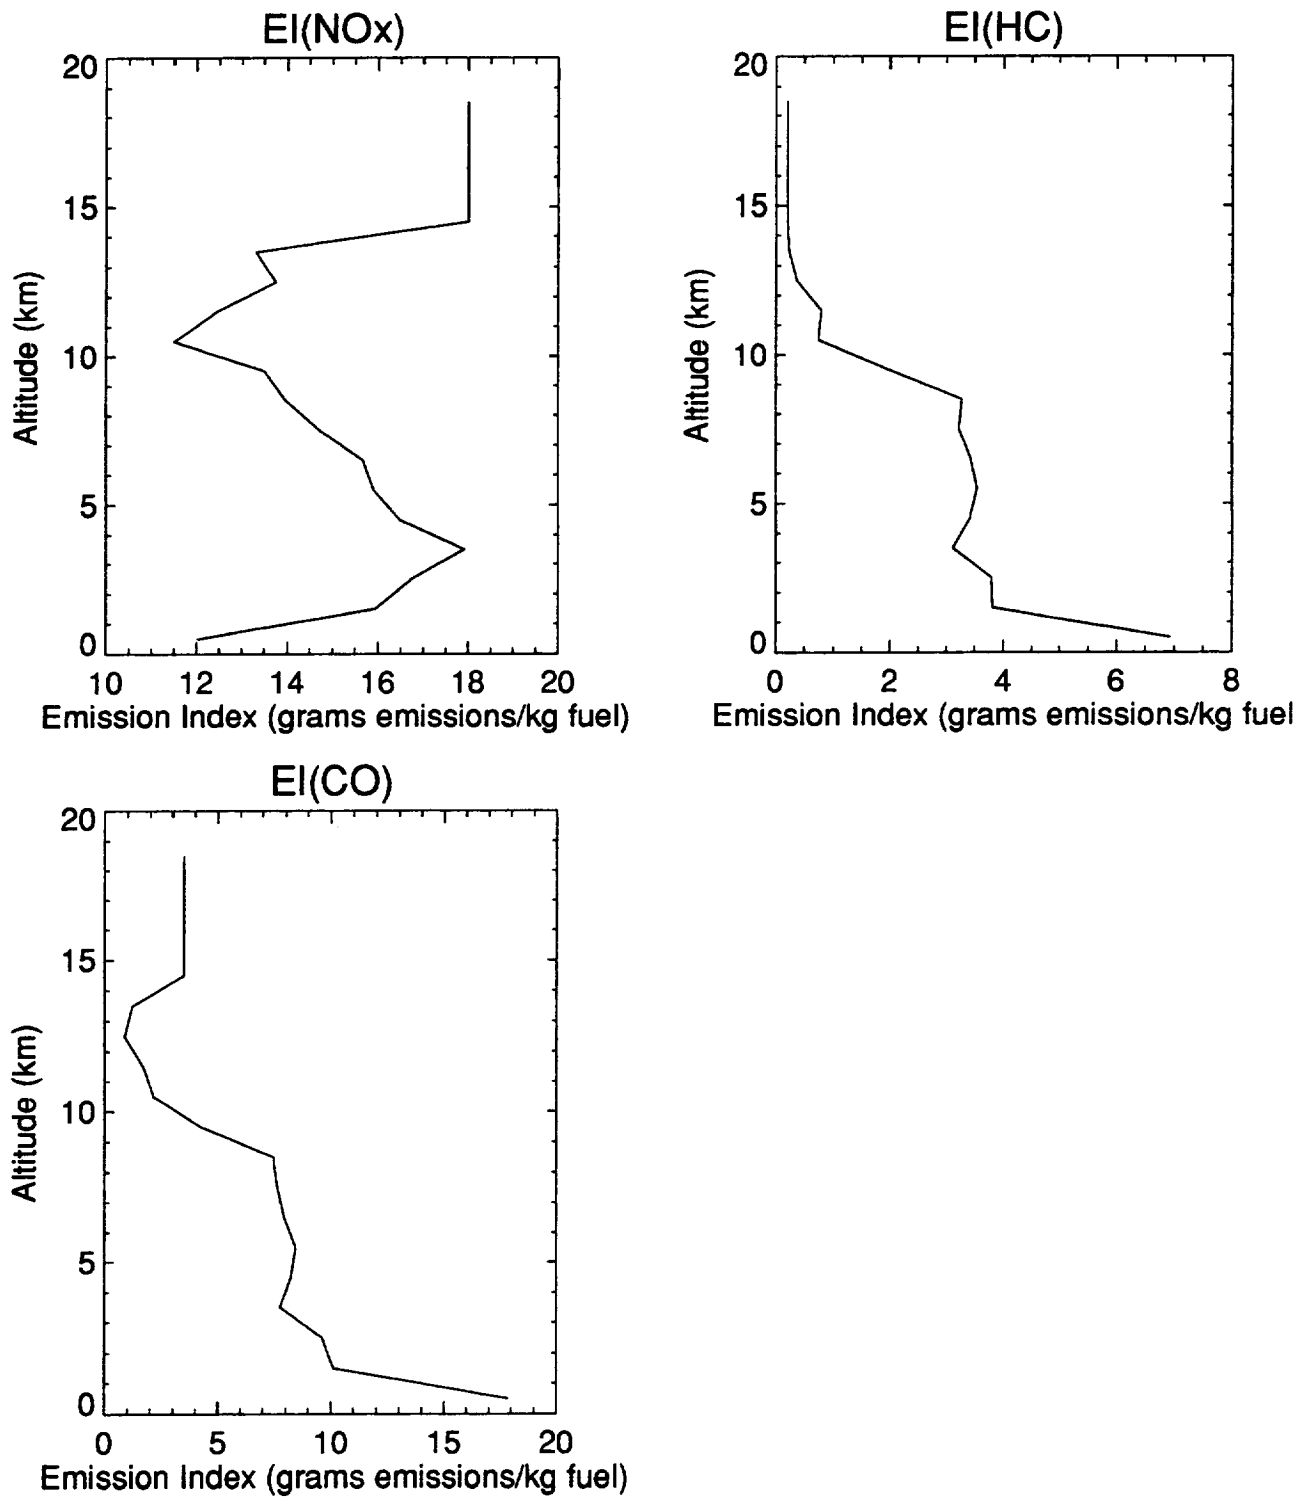 EI(NOx)
20
15
10
5
0
Altitude (km)
10 12 14 16 18 20
Emission Index (grams emissions/kg fuel)
EI(HC)
20
15
10
5
0
Altitude (km)
0 2 4 6 8
Emission Index (grams emissions/kg fuel
EI(CO)
20
15
10
5
0
Altitude (km)
0 5 10 15 20
Emission Index (grams emissions/kg fuel)